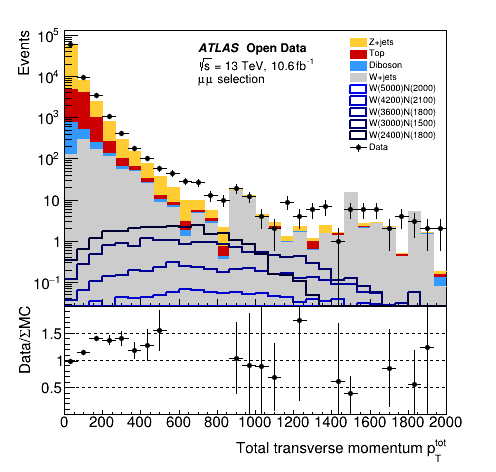 Events
10⁵
10⁴
10³
10²
10
1
10⁻¹
ATLAS Open Data
√s = 13 TeV, 10.6 fb⁻¹
μμ selection
Z+jets
Top
Diboson
W+jets
W(5000)N(2000)
W(4200)N(2100)
W(3600)N(1800)
W(3000)N(1500)
W(2400)N(1800)
Data
Data/ΣMC
1.5
1
0.5
0 200 400 600 800 1000 1200 1400 1600 1800 2000
Total transverse momentum p_T^tot